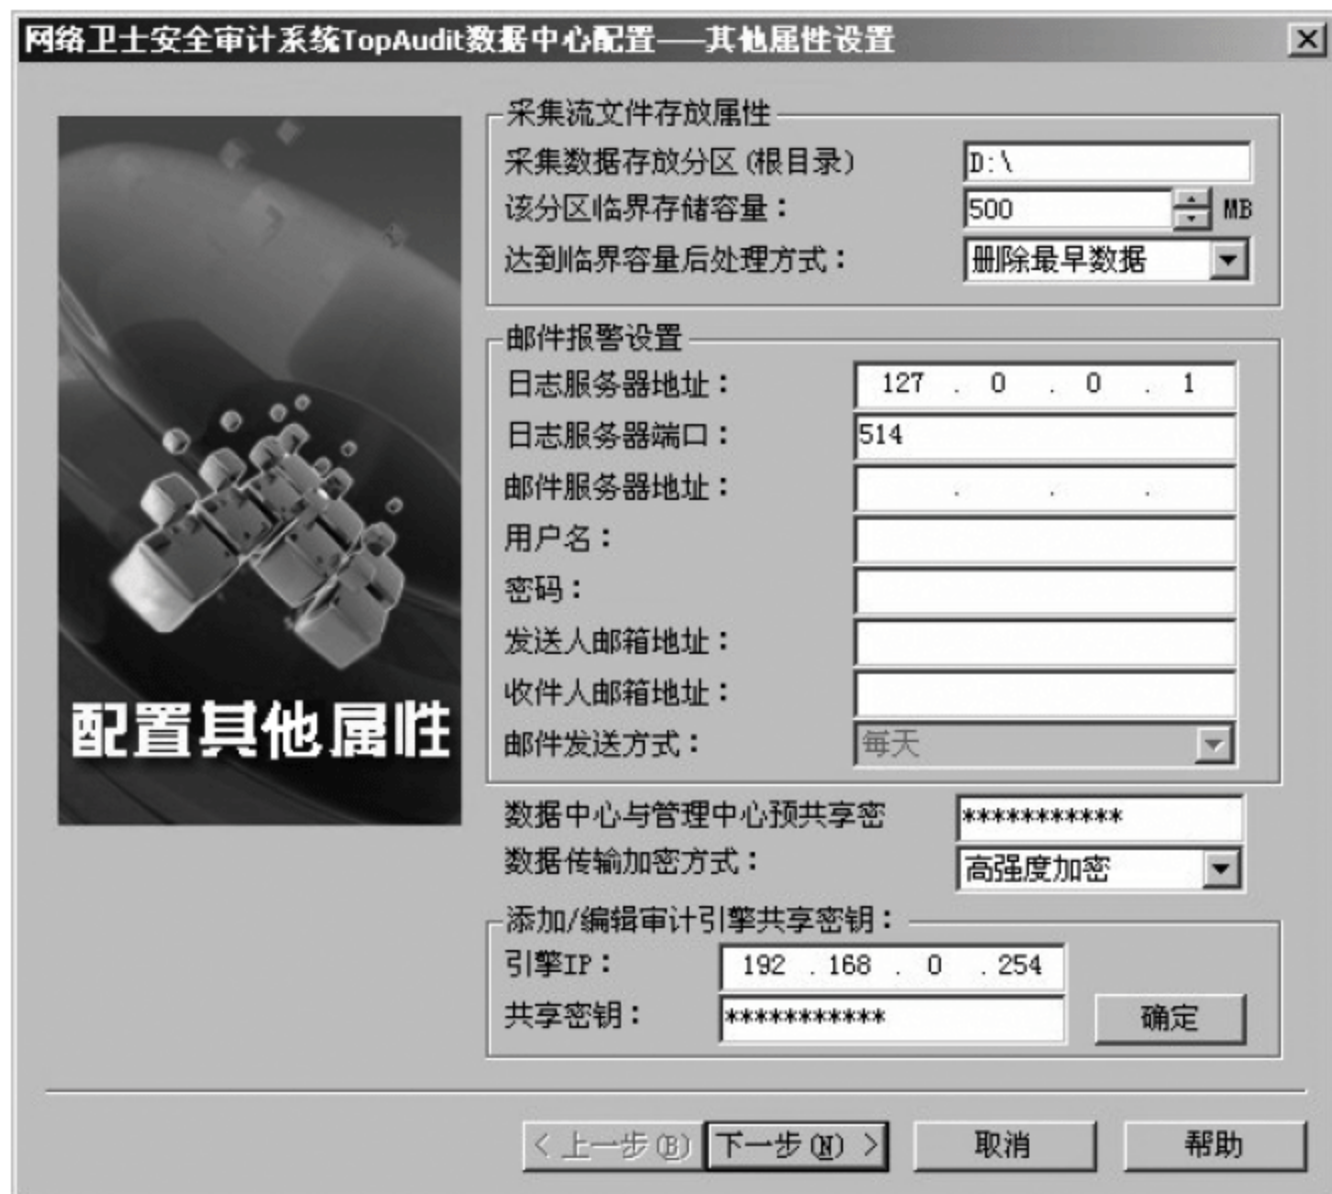 网络卫士安全审计系统TopAudit数据中心配置——其他属性设置
采集流文件存放属性
采集数据存放分区(根目录) D:\
该分区临界存储容量： 500 MB
达到临界容量后处理方式： 删除最早数据
邮件报警设置
日志服务器地址： 127 . 0 . 0 . 1
日志服务器端口： 514
邮件服务器地址： . . .
用户名：
密码：
发送人邮箱地址：
收件人邮箱地址：
邮件发送方式： 每天
配置其他属性
数据中心与管理中心预共享密 ***********
数据传输加密方式： 高强度加密
添加/编辑审计引擎共享密钥：
引擎IP： 192 . 168 . 0 . 254
共享密钥： *********** 确定
< 上一步(B) 下一步(N) > 取消 帮助